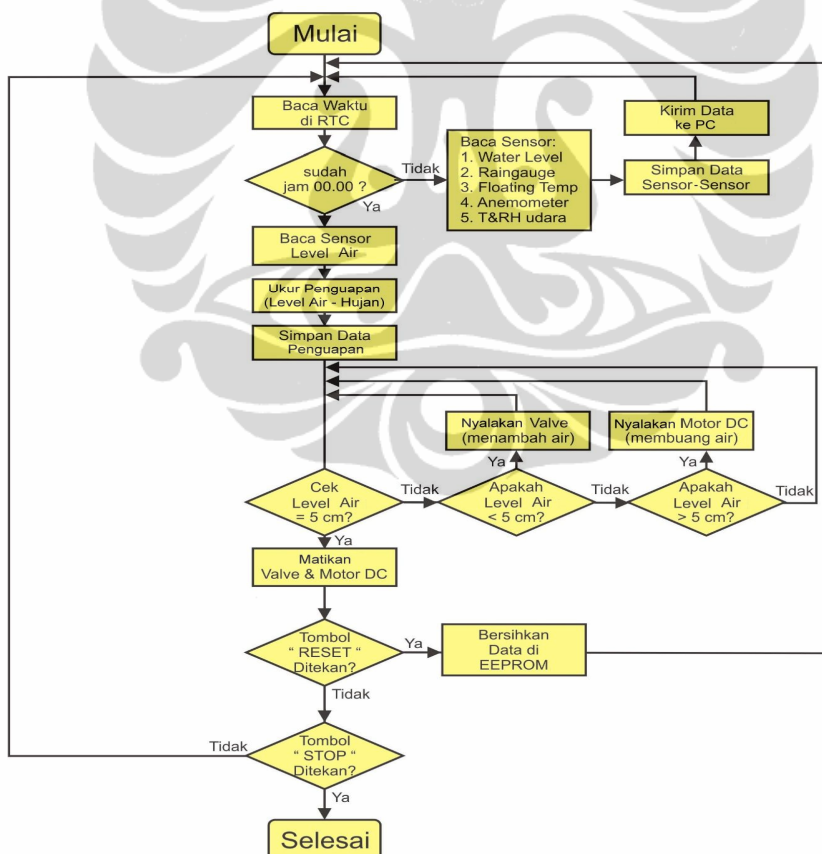 Mulai
Baca Waktu
di RTC
sudah
jam 00.00 ?
Tidak
Ya
Baca Sensor:
1. Water Level
2. Raingauge
3. Floating Temp
4. Anemometer
5. T&RH udara
Simpan Data
Sensor-Sensor
Kirim Data
ke PC
Baca Sensor
Level Air
Ukur Penguapan
(Level Air - Hujan)
Simpan Data
Penguapan
Nyalakan Valve
(menambah air)
Nyalakan Motor DC
(membuang air)
Ya
Ya
Cek
Level Air
= 5 cm?
Tidak
Apakah
Level Air
< 5 cm?
Tidak
Apakah
Level Air
> 5 cm?
Tidak
Ya
Matikan
Valve & Motor DC
Tombol
“ RESET “
Ditekan?
Ya
Bersihkan
Data di
EEPROM
Tidak
Tombol
“ STOP “
Ditekan?
Tidak
Ya
Selesai